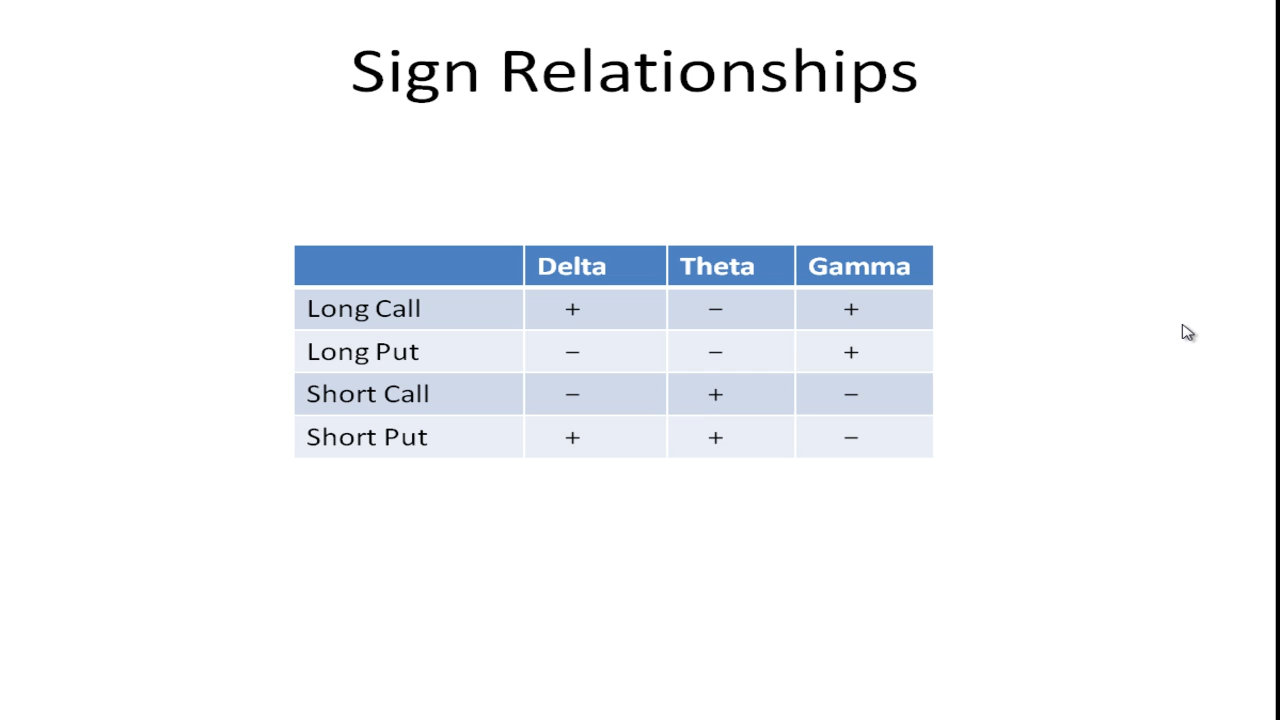 Sign Relationships
Delta Theta Gamma
Long Call + − +
Long Put − − +
Short Call − + −
Short Put + + −